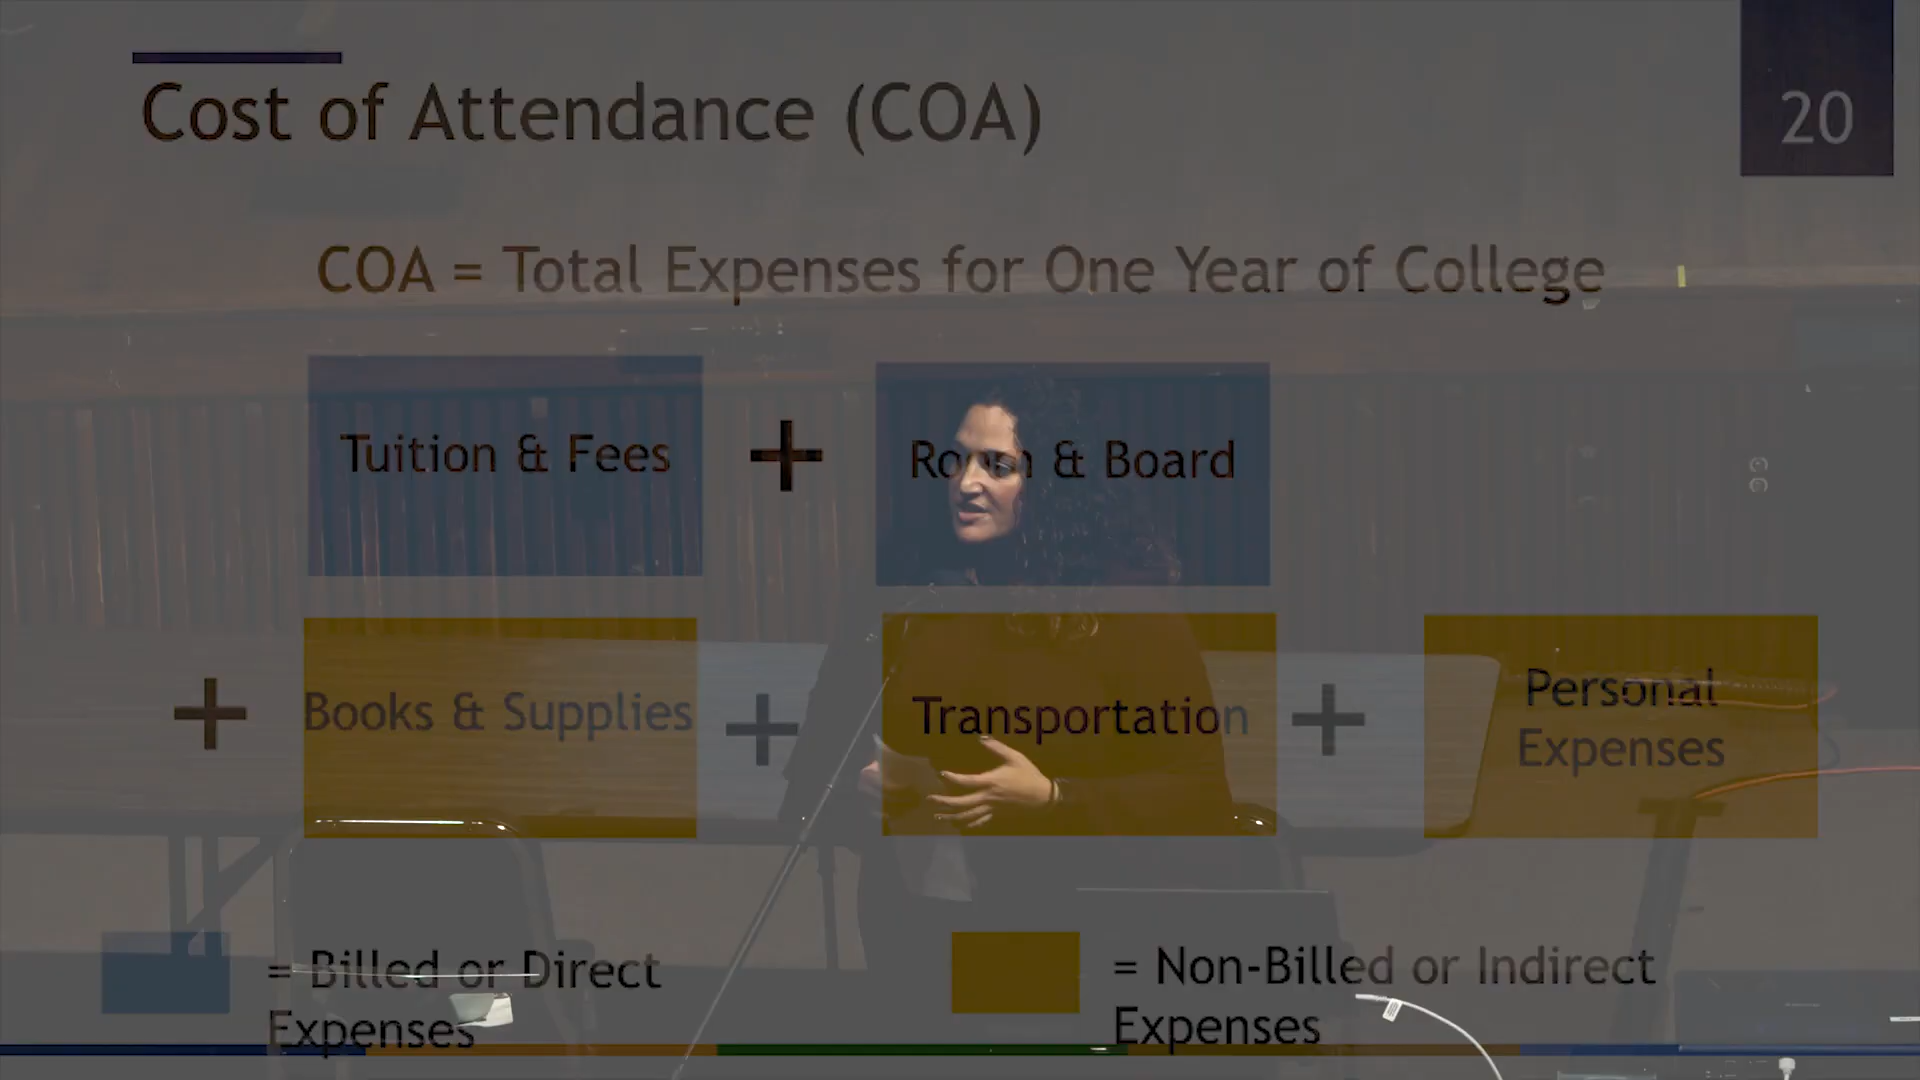 Cost of Attendance (COA)
20
COA = Total Expenses for One Year of College
Tuition & Fees
+
Room & Board
+
Books & Supplies
+
Transportation
+
Personal
Expenses
= Billed or Direct
Expenses
= Non-Billed or Indirect
Expenses